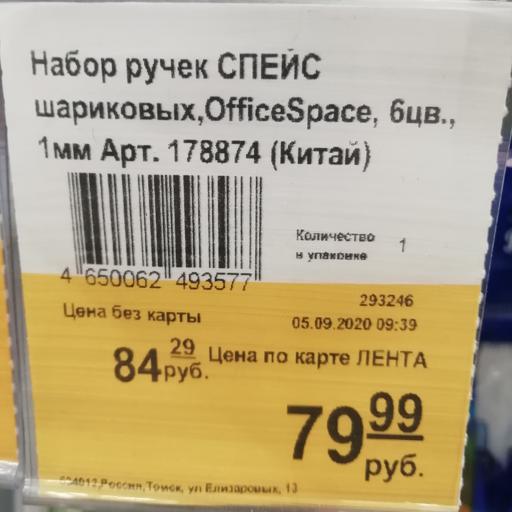 Набор ручек СПЕЙС
шариковых,OfficeSpace, 6цв.,
1мм Арт. 178874 (Китай)
Количество в упаковке 1
4 650062 493577
293246
Цена без карты
05.09.2020 09:39
84 29 руб.
Цена по карте ЛЕНТА
79 99 руб.
634012,Россия,Томск, ул Елизаровых, 13